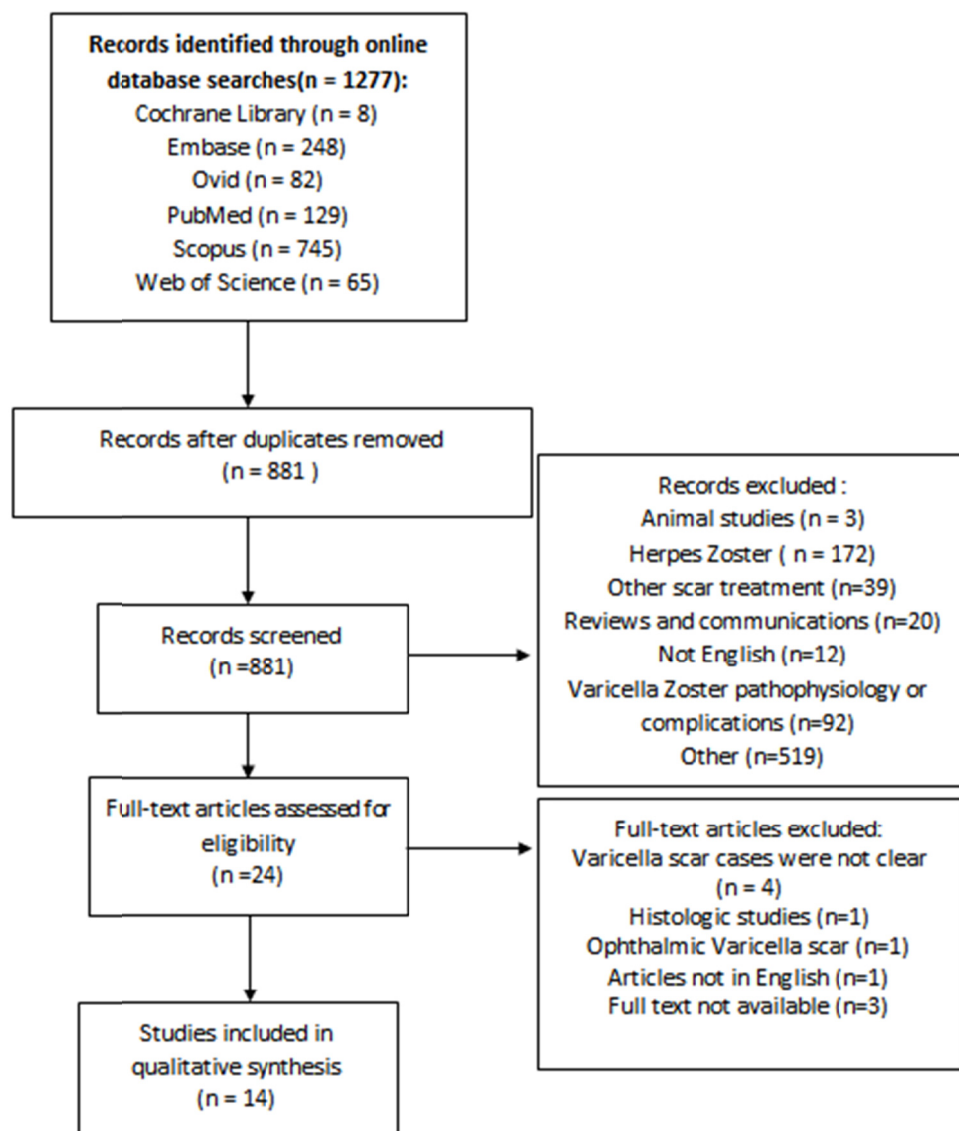 Records identified through online
database searches(n = 1277):
Cochrane Library (n = 8)
Embase (n = 248)
Ovid (n = 82)
PubMed (n = 129)
Scopus (n = 745)
Web of Science (n = 65)
Records after duplicates removed
(n = 881 )
Records excluded :
Animal studies (n = 3)
Herpes Zoster ( n = 172)
Other scar treatment (n=39)
Reviews and communications (n=20)
Not English (n=12)
Varicella Zoster pathophysiology or
complications (n=92)
Other (n=519)
Records screened
(n =881)
Full-text articles assessed for
eligibility
(n =24)
Full-text articles excluded:
Varicella scar cases were not clear
(n = 4)
Histologic studies (n=1)
Ophthalmic Varicella scar (n=1)
Articles not in English (n=1)
Full text not available (n=3)
Studies included in
qualitative synthesis
(n = 14)